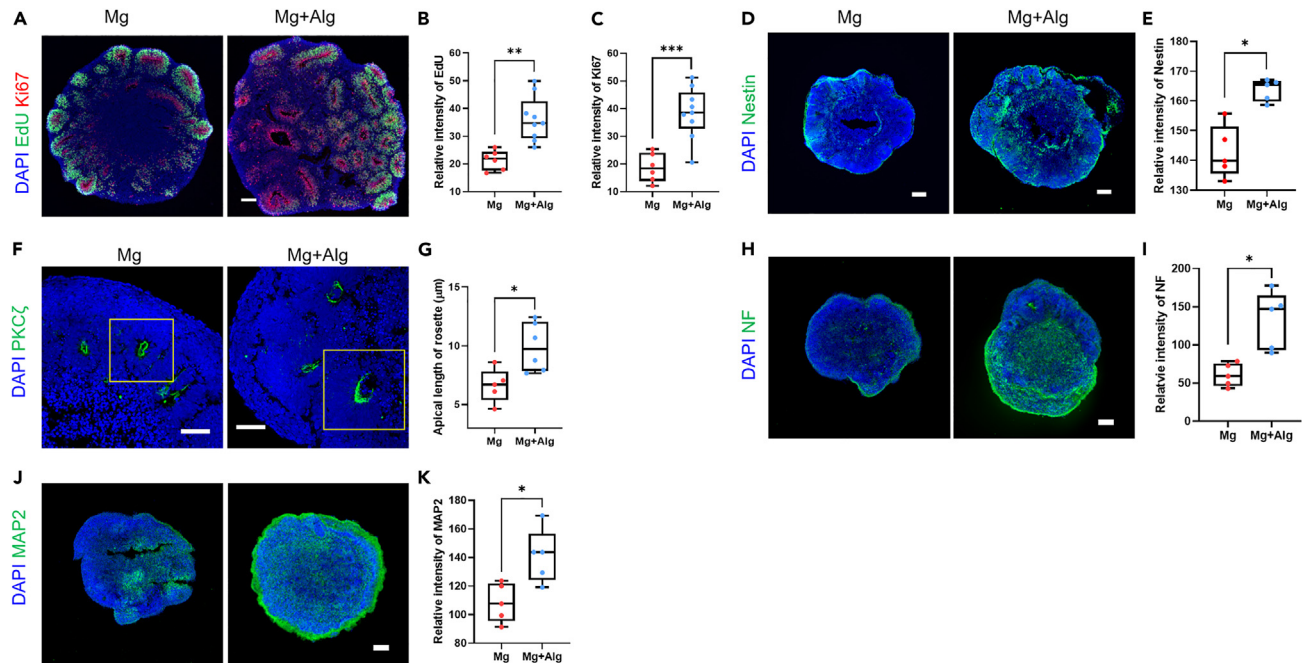 A
Mg
Mg+Alg
DAPI EdU Ki67
B
**
Relative intensity of EdU
60
50
40
30
20
10
Mg
Mg+Alg
C
***
Relative intensity of Ki67
60
50
40
30
20
10
Mg
Mg+Alg
D
Mg
Mg+Alg
DAPI Nestin
E
*
Relative intensity of Nestin
170
160
150
140
130
Mg
Mg+Alg
F
Mg
Mg+Alg
DAPI PKCζ
G
*
Apical length of rosette (μm)
15
10
5
Mg
Mg+Alg
H
DAPI NF
I
*
Relatvie intensity of NF
200
150
100
50
0
Mg
Mg+Alg
J
DAPI MAP2
K
*
Relative intensity of MAP2
180
160
140
120
100
80
Mg
Mg+Alg